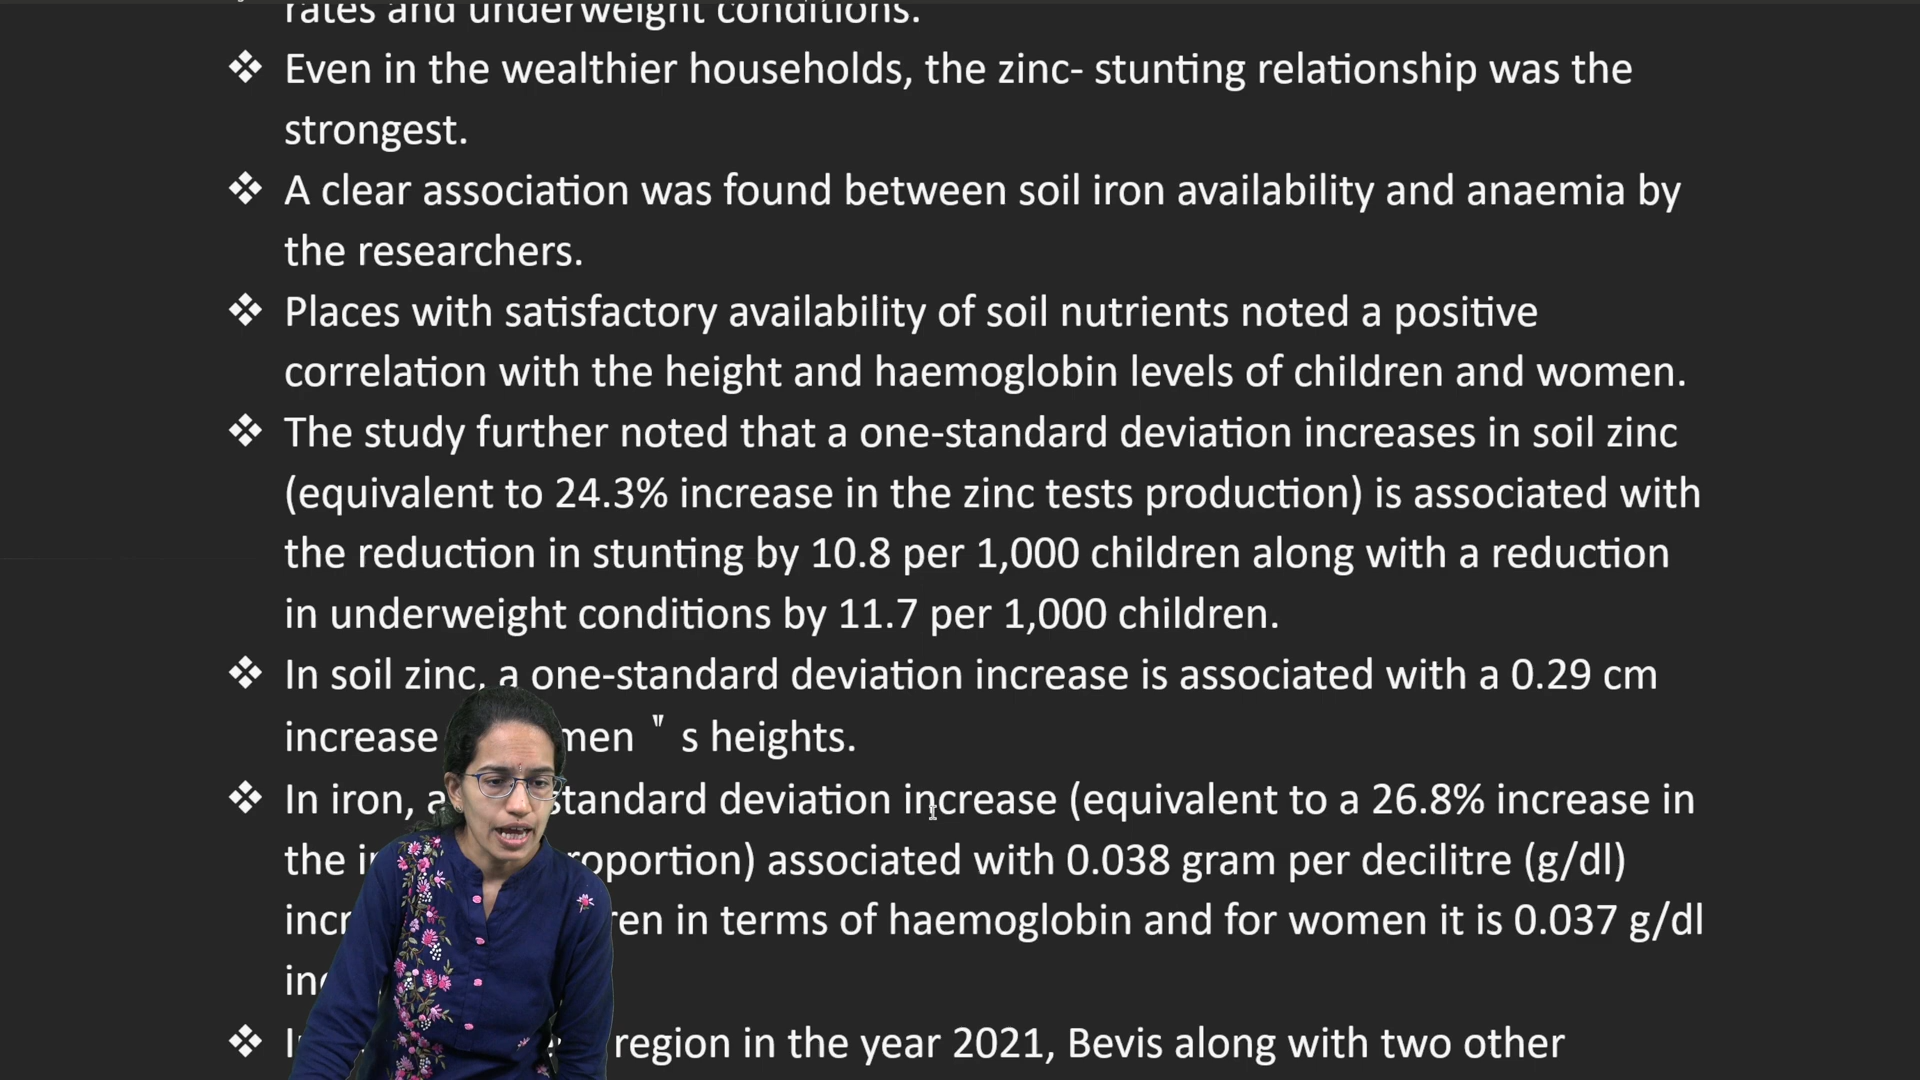 rates and underweight conditions.
❖ Even in the wealthier households, the zinc- stunting relationship was the
strongest.
❖ A clear association was found between soil iron availability and anaemia by
the researchers.
❖ Places with satisfactory availability of soil nutrients noted a positive
correlation with the height and haemoglobin levels of children and women.
❖ The study further noted that a one-standard deviation increases in soil zinc
(equivalent to 24.3% increase in the zinc tests production) is associated with
the reduction in stunting by 10.8 per 1,000 children along with a reduction
in underweight conditions by 11.7 per 1,000 children.
❖ In soil zinc, a one-standard deviation increase is associated with a 0.29 cm
increase men " s heights.
❖ In iron, a standard deviation increase (equivalent to a 26.8% increase in
the roportion) associated with 0.038 gram per decilitre (g/dl)
incr ren in terms of haemoglobin and for women it is 0.037 g/dl
❖ region in the year 2021, Bevis along with two other